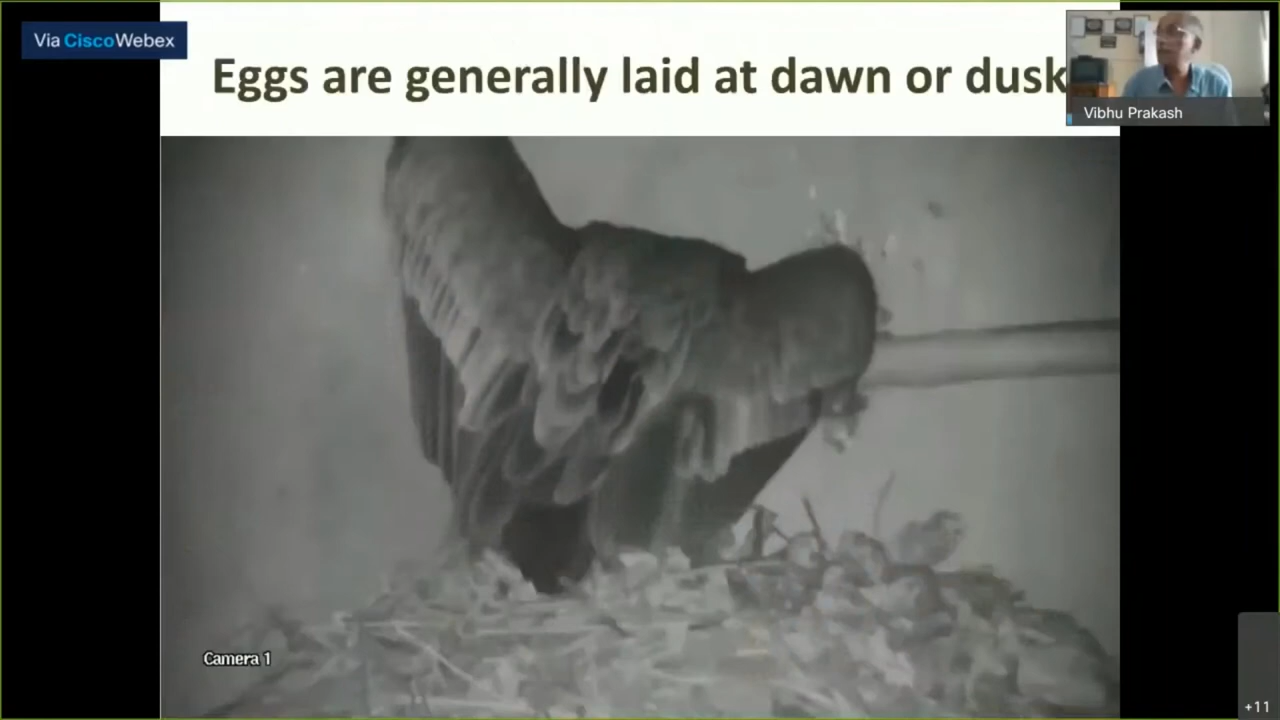 Via CiscoWebex
Eggs are generally laid at dawn or dusk
Vibhu Prakash
Camera 1
+11